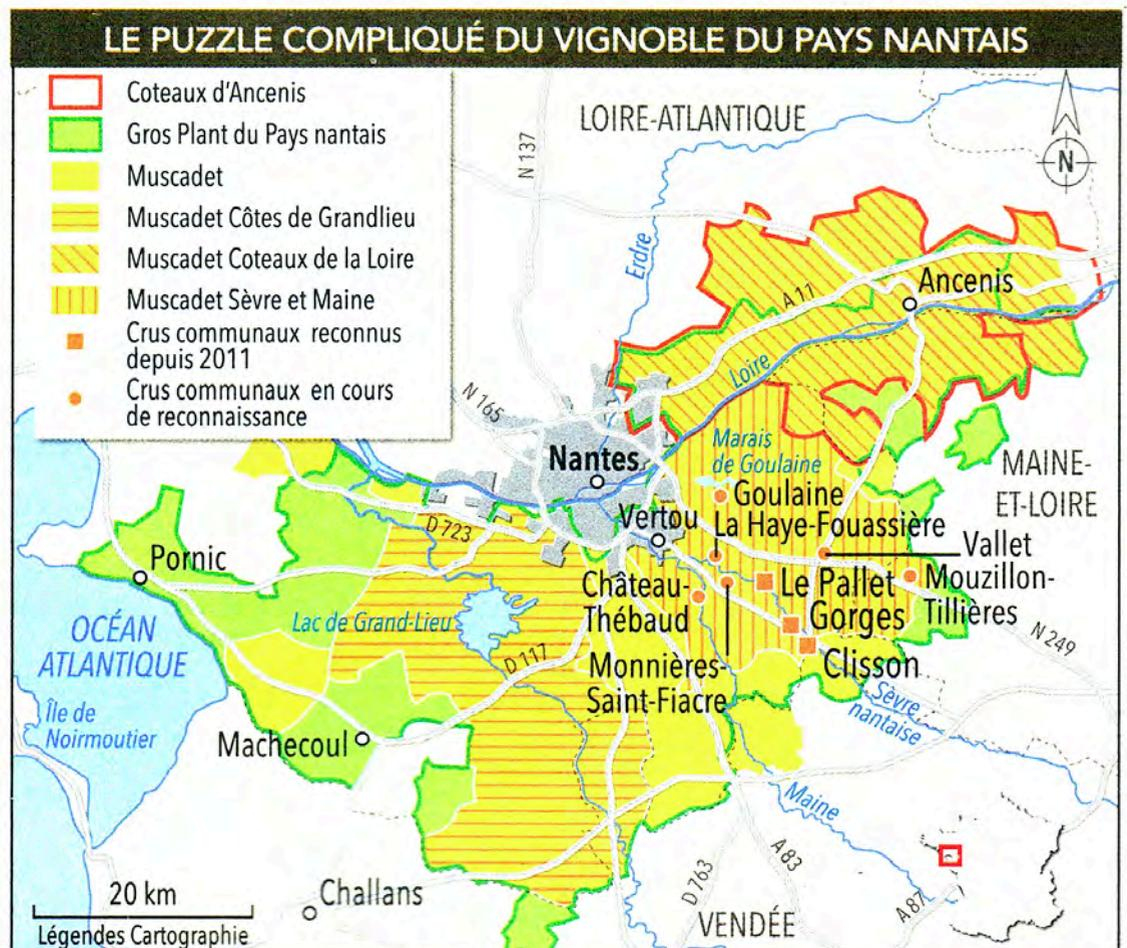 LE PUZZLE COMPLIQUÉ DU VIGNOBLE DU PAYS NANTAIS
Coteaux d'Ancenis
Gros Plant du Pays nantais
Muscadet
Muscadet Côtes de Grandlieu
Muscadet Coteaux de la Loire
Muscadet Sèvre et Maine
Crus communaux reconnus
depuis 2011
Crus communaux en cours
de reconnaissance
LOIRE-ATLANTIQUE
N
N 137
Erdre
Ancenis
A 11
Loire
N 165
Nantes
Marais
de Goulaine
MAINE-
ET-LOIRE
Goulaine
Vertou
La Haye-Fouassière
D 723
Vallet
Pornic
Château-
Thébaud
Le Pallet
Mouzillon-
Tillières
Gorges
Lac de Grand-Lieu
OCÉAN
ATLANTIQUE
N 249
D 117
Monnières-
Saint-Fiacre
Clisson
Sèvre
nantaise
Île de
Noirmoutier
Machecoul
Maine
20 km
Challans
D 763
A 83
A 87
VENDÉE
Légendes Cartographie